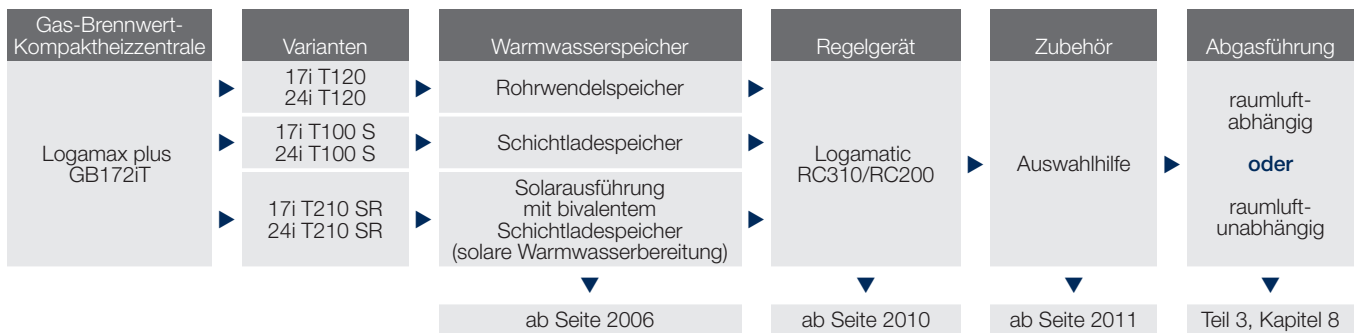 Gas-Brennwert-
Kompaktheizzentrale
Varianten
Warmwasserspeicher
Regelgerät
Zubehör
Abgasführung
Logamax plus
GB172iT
17i T120
24i T120
17i T100 S
24i T100 S
17i T210 SR
24i T210 SR
Rohrwendelspeicher
Schichtladespeicher
Solarausführung
mit bivalentem
Schichtladespeicher
(solare Warmwasserbereitung)
Logamatic
RC310/RC200
Auswahlhilfe
raumluft-
abhängig
oder
raumluft-
unabhängig
ab Seite 2006
ab Seite 2010
ab Seite 2011
Teil 3, Kapitel 8